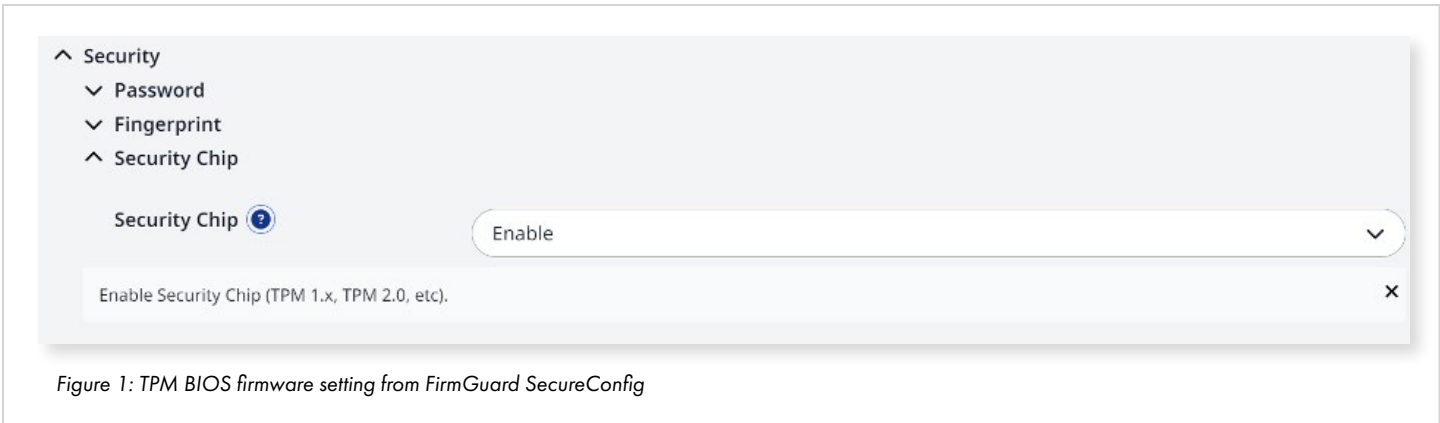 Security
Password
Fingerprint
Security Chip
Security Chip ?
Enable
Enable Security Chip (TPM 1.x, TPM 2.0, etc).
Figure 1: TPM BIOS firmware setting from FirmGuard SecureConfig